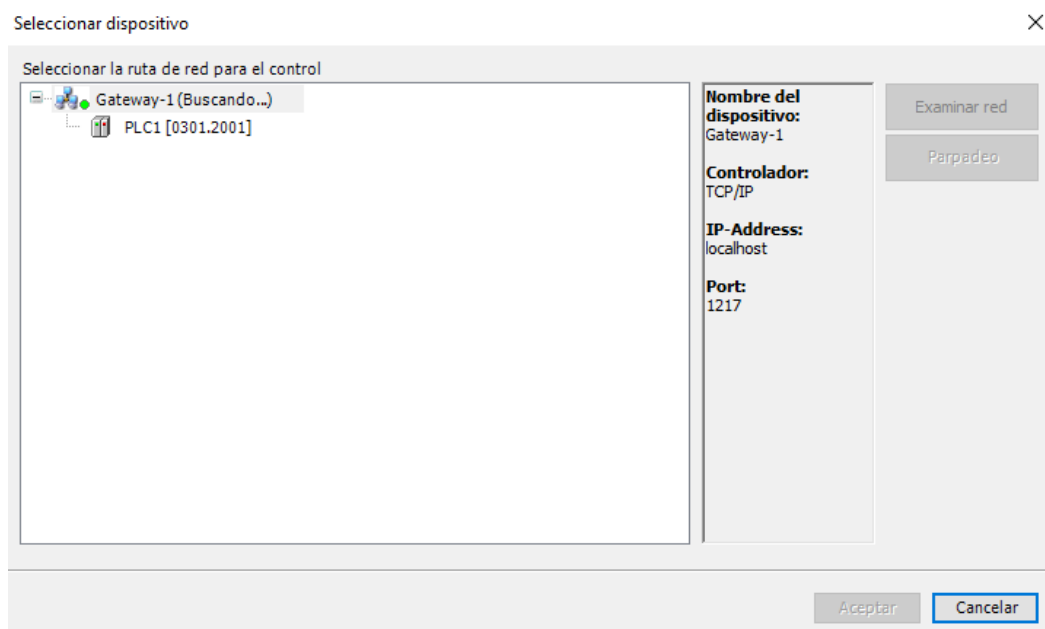 Seleccionar dispositivo
Seleccionar la ruta de red para el control
Gateway-1 (Buscando...)
PLC1 [0301.2001]
Nombre del
dispositivo:
Gateway-1
Controlador:
TCP/IP
IP-Address:
localhost
Port:
1217
Examinar red
Parpadeo
Aceptar
Cancelar